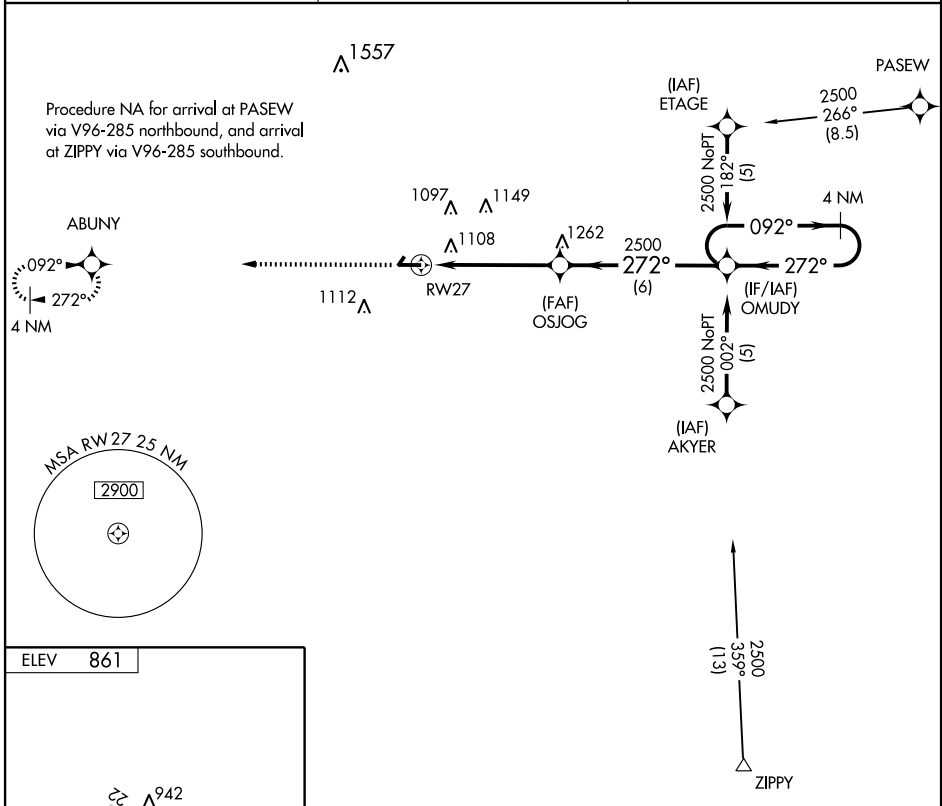 1557
PASEW
(IAF)
ETAGE
2500
266°
(8.5)
Procedure NA for arrival at PASEW
via V96-285 northbound, and arrival
at ZIPPY via V96-285 southbound.
2500 NoPT
182°
(5)
1097
1149
4 NM
ABUNY
092°
1108
1262
2500
092°
272°
272°
(6)
272°
4 NM
1112
RW27
(FAF)
OSJOG
(IF/IAF)
OMUDY
2500 NoPT
002°
(5)
(IAF)
AKYER
MSA RW27 25 NM
2900
2500
359°
(13)
ELEV 861
ZIPPY
22
942